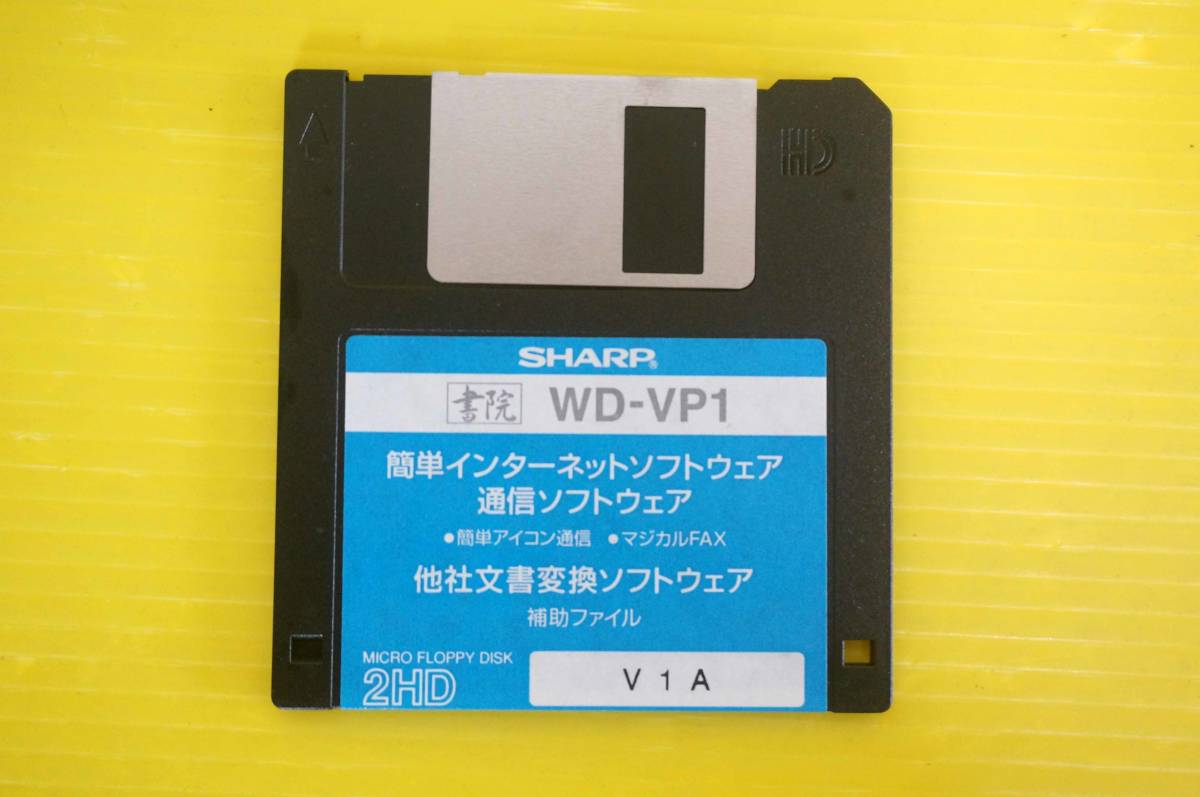 HD
SHARP®
書院 WD-VP1
簡単インターネットソフトウェア
通信ソフトウェア
●簡単アイコン通信 ●マジカルFAX
他社文書変換ソフトウェア
補助ファイル
MICRO FLOPPY DISK
2HD
V 1 A